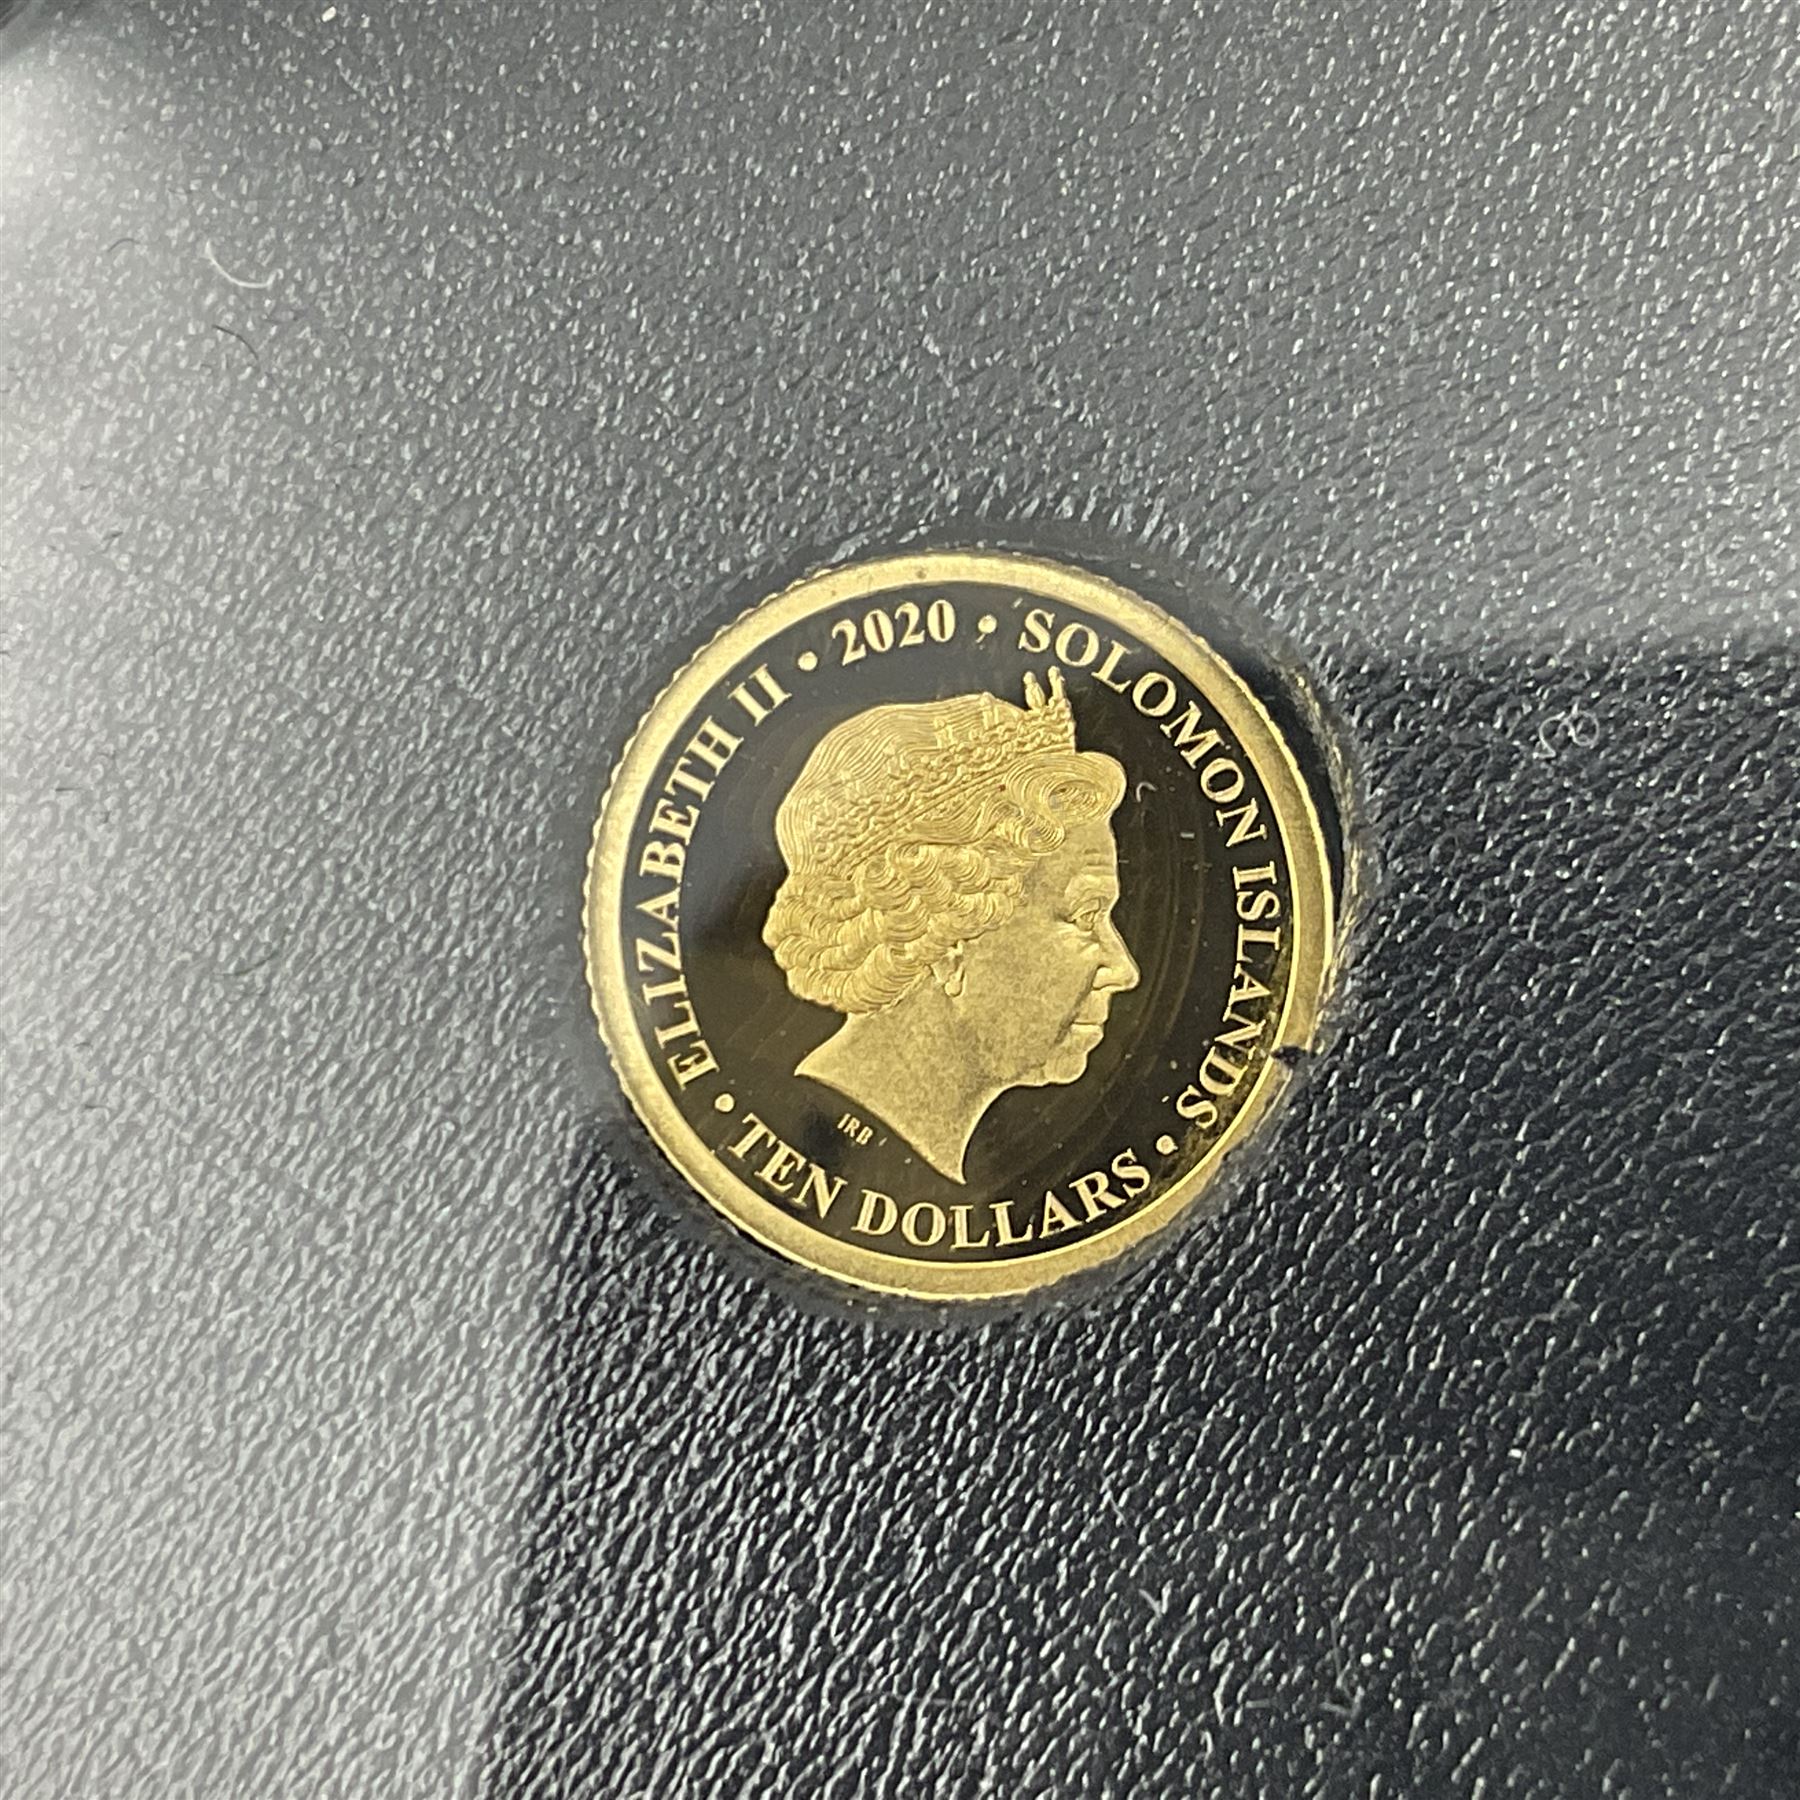 ELIZABETH II • 2020 • SOLOMON ISLANDS • TEN DOLLARS •
IRB